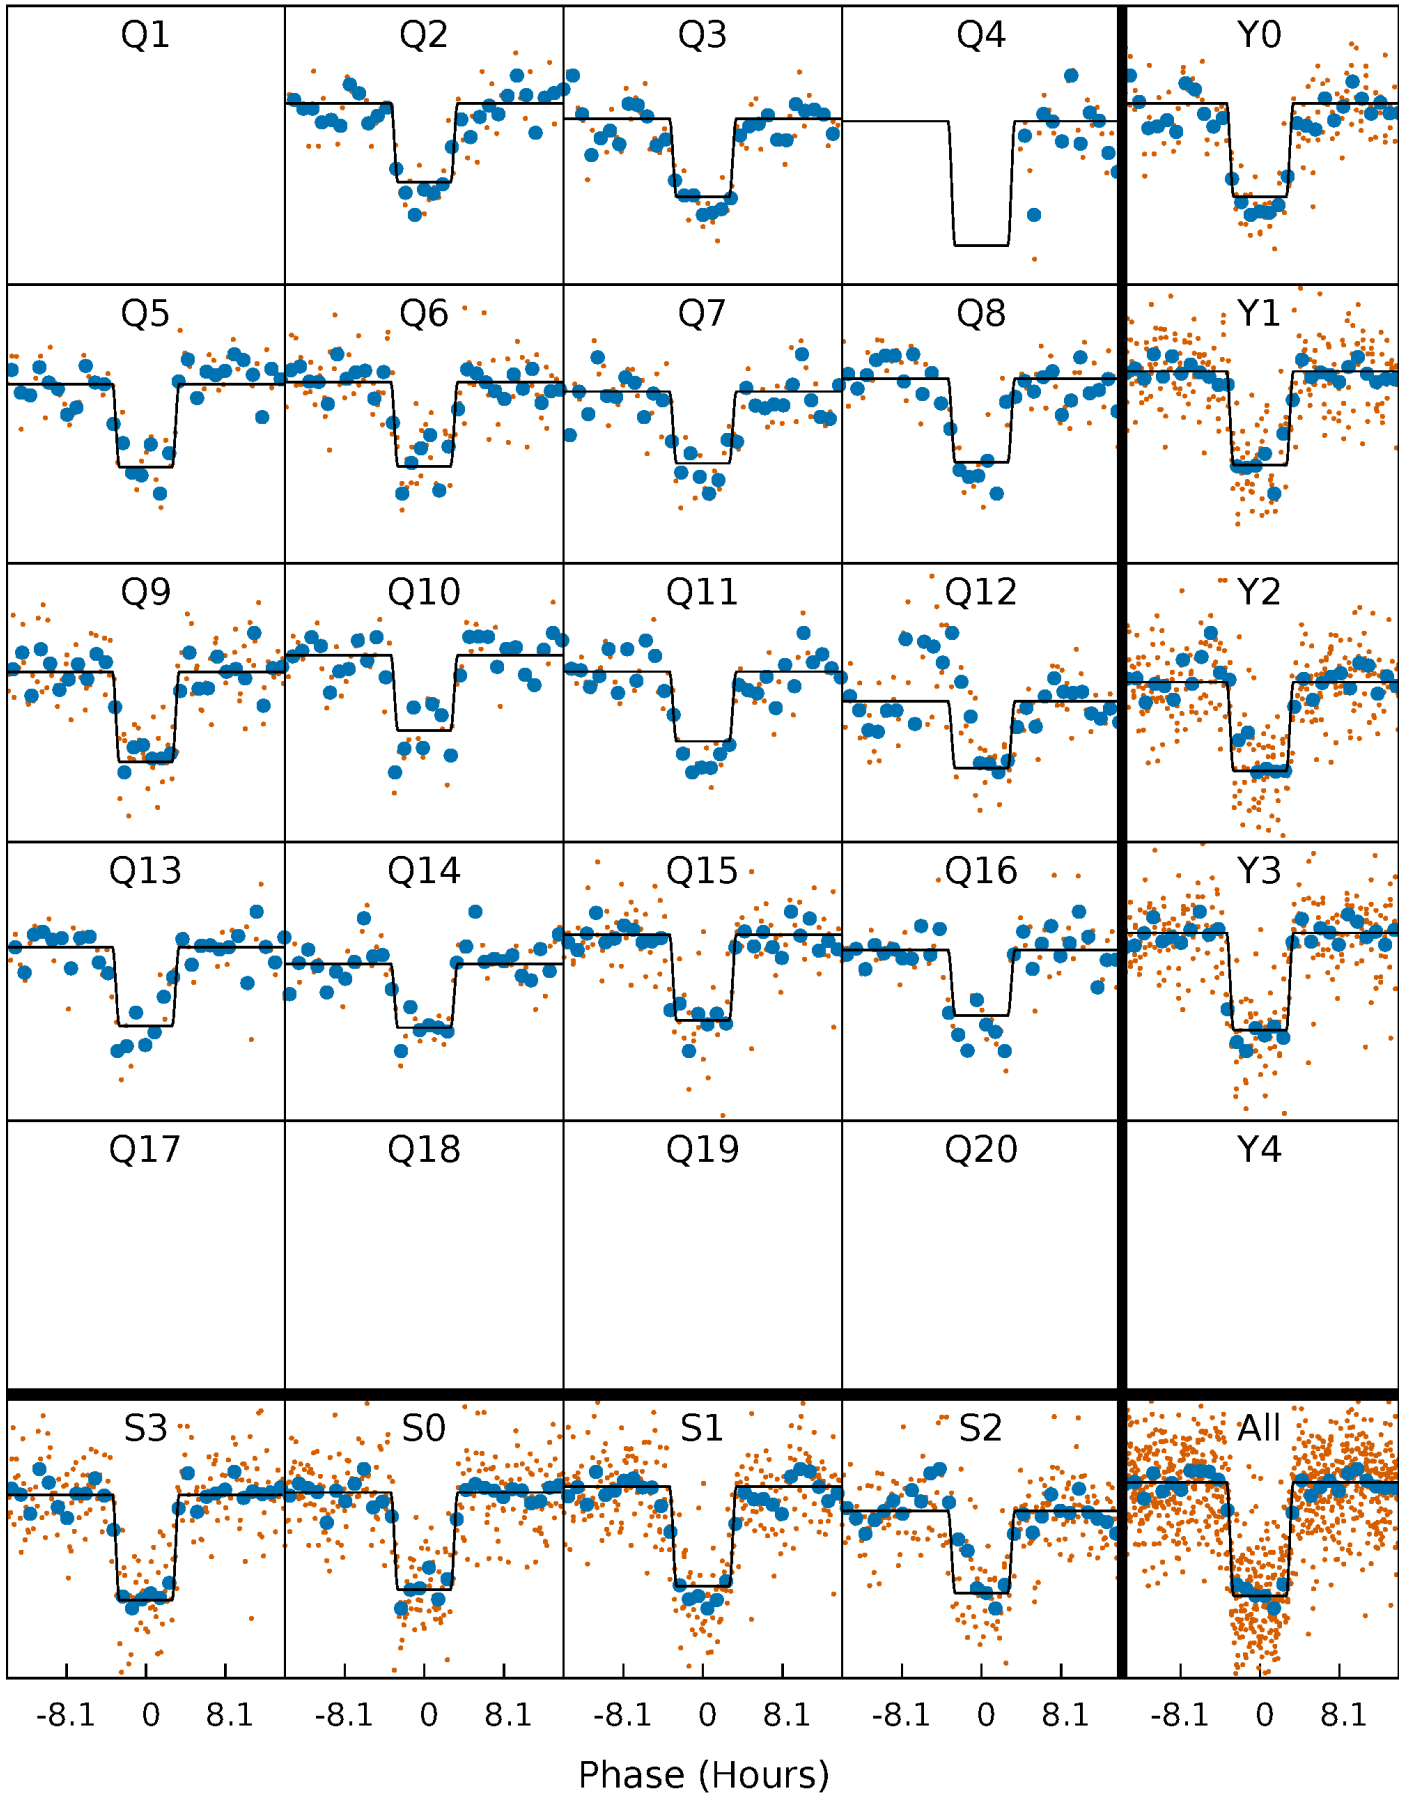 Q1 Q2 Q3 Q4 Y0
Q5 Q6 Q7 Q8 Y1
Q9 Q10 Q11 Q12 Y2
Q13 Q14 Q15 Q16 Y3
Q17 Q18 Q19 Q20 Y4
S3 S0 S1 S2 All
-8.1 0 8.1 -8.1 0 8.1 -8.1 0 8.1 -8.1 0 8.1 -8.1 0 8.1
Phase (Hours)